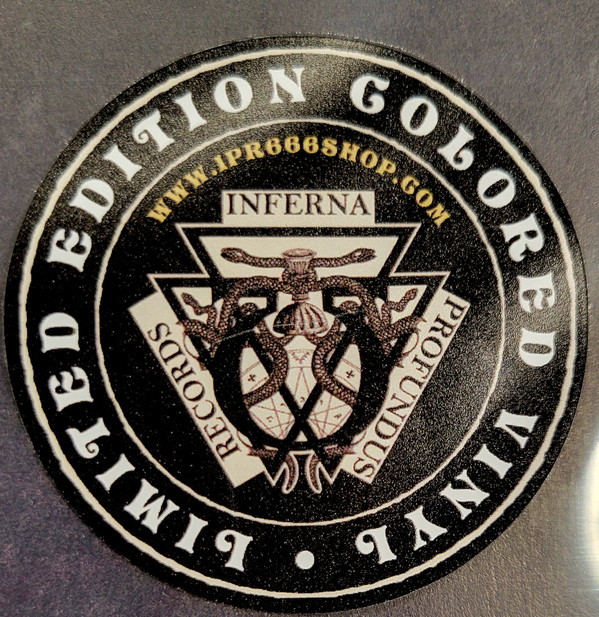 LIMITED EDITION COLORED VINYL •
WWW.IPR666SHOP.COM
INFERNA
PROFUNDUS
RECORDS